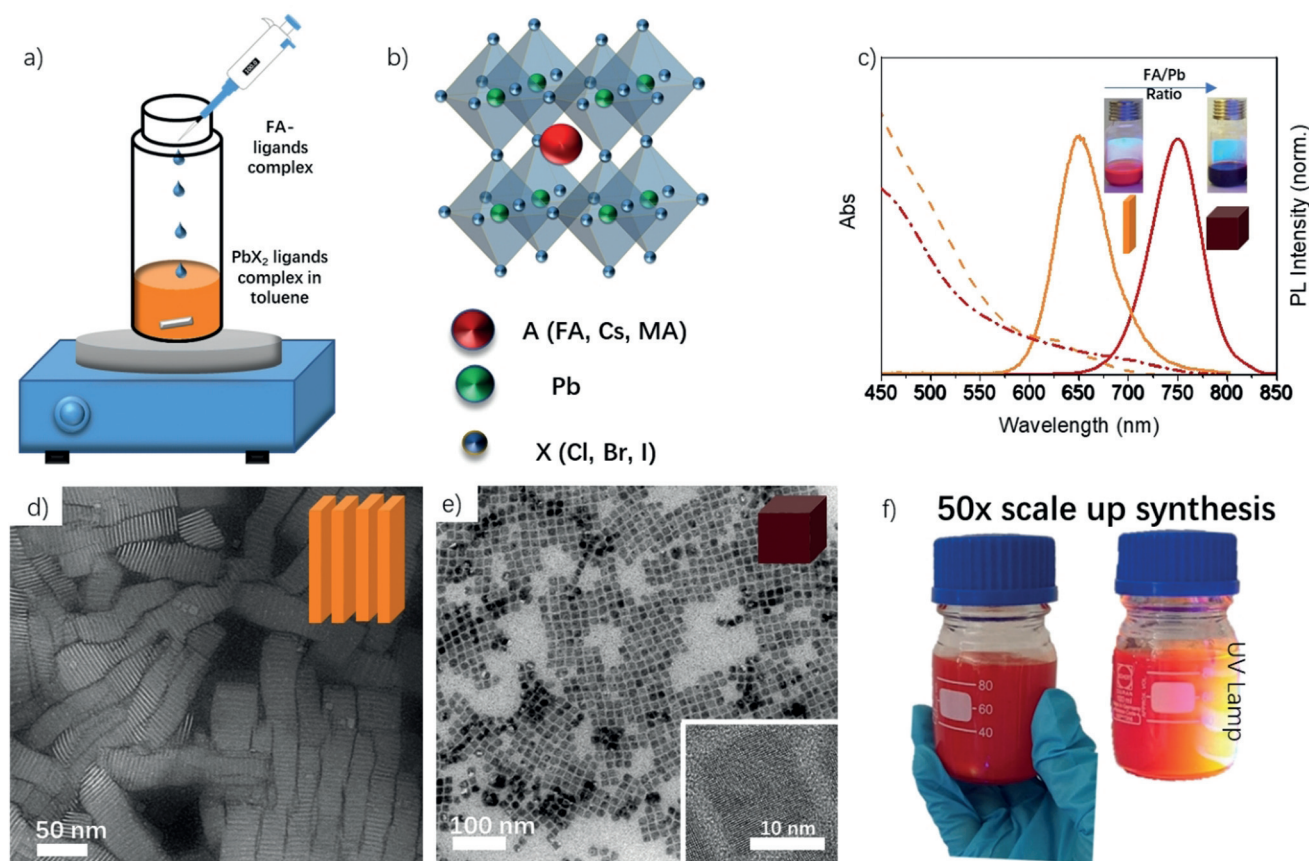 a)
FA-
ligands
complex
PbX₂ ligands
complex in
toluene
b)
A (FA, Cs, MA)
Pb
X (Cl, Br, I)
c)
FA/Pb
Ratio
Abs
PL Intensity (norm.)
450 500 550 600 650 700 750 800 850
Wavelength (nm)
d)
50 nm
e)
100 nm
10 nm
f)
50x scale up synthesis
80
60
40
UV Lamp